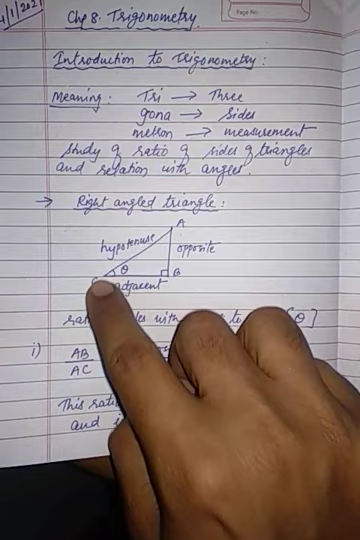 1/2021
Chp 8. Trigonometry.
Page No:
Introduction to Trigonometry:
Meaning: Tri → Three
gona → Sides
metron → measurement
study of ratio of sides of triangles
and relation with angles.
→ Right angled triangle:
A
hypotenuse
opposite
θ
B
adjacent
θ]
i) AB
AC
This
and